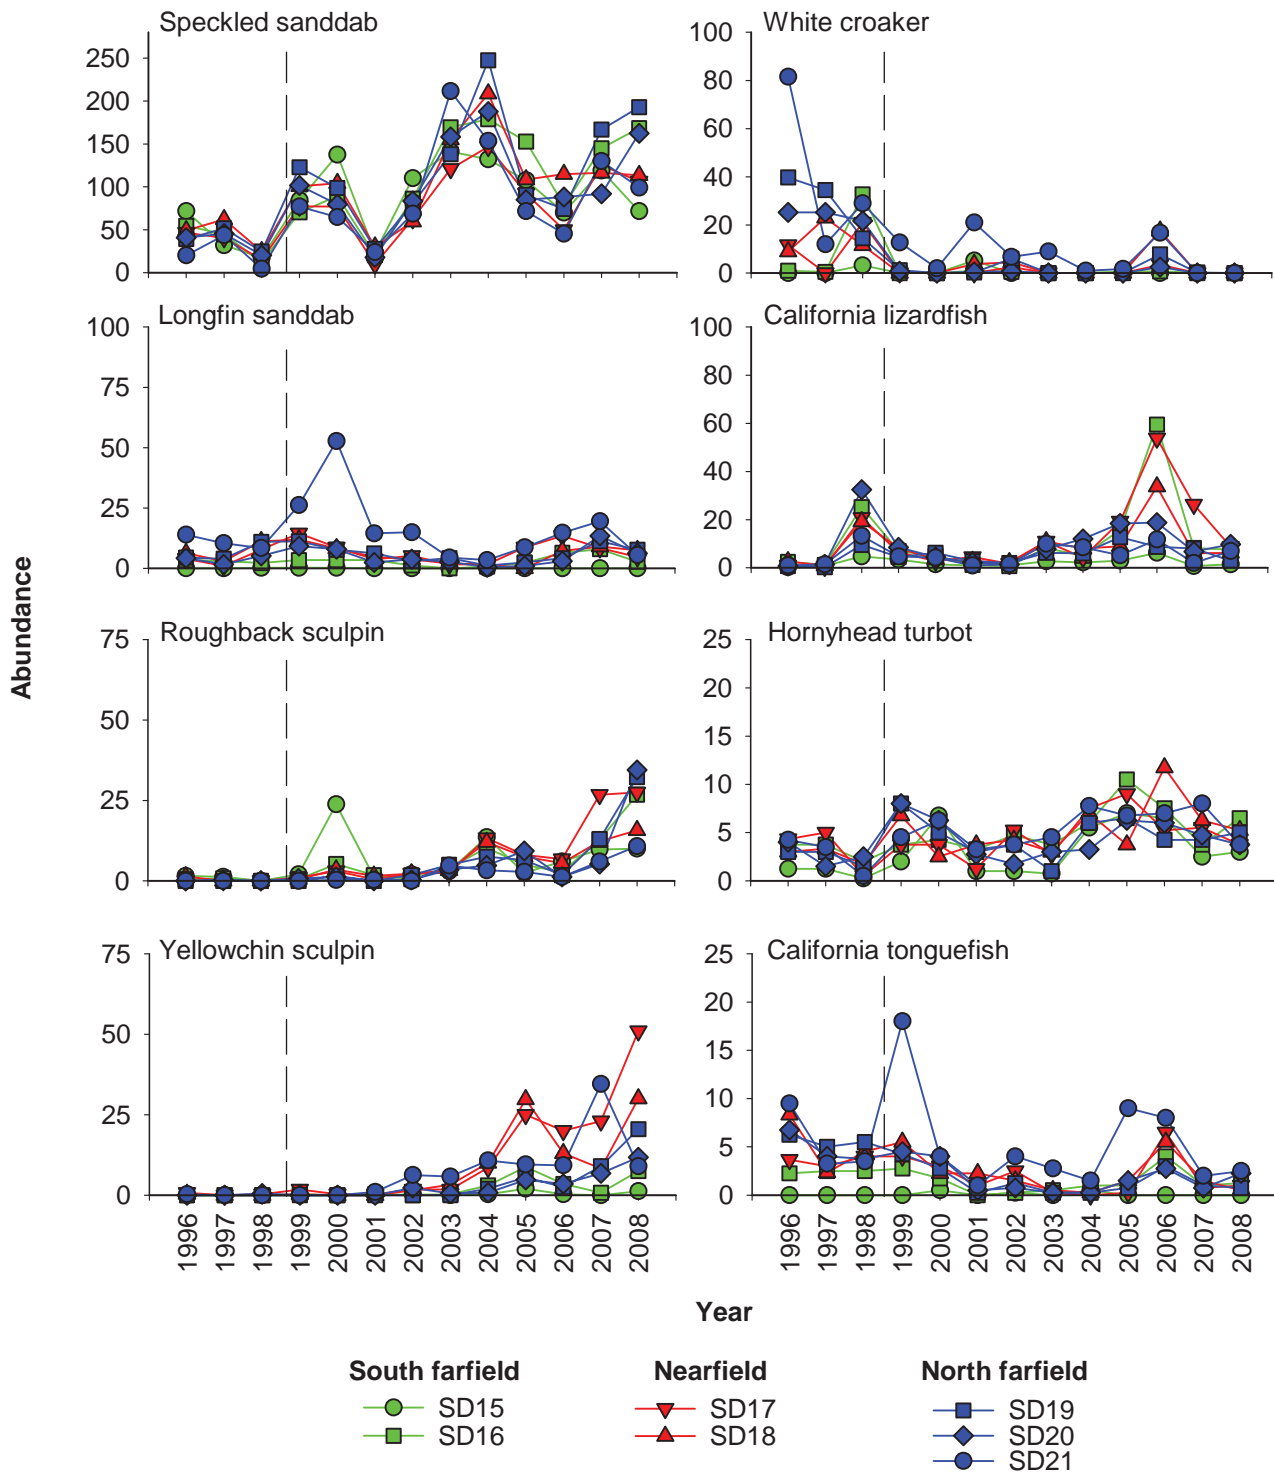 Speckled sanddab
250
200
150
100
50
0
White croaker
100
80
60
40
20
0
Longfin sanddab
100
75
50
25
0
California lizardfish
100
80
60
40
20
0
Abundance
Roughback sculpin
75
50
25
0
Hornyhead turbot
25
20
15
10
5
0
Yellowchin sculpin
75
50
25
0
1996 1997 1998 1999 2000 2001 2002 2003 2004 2005 2006 2007 2008
California tonguefish
25
20
15
10
5
0
1996 1997 1998 1999 2000 2001 2002 2003 2004 2005 2006 2007 2008
Year
South farfield
SD15
SD16
Nearfield
SD17
SD18
North farfield
SD19
SD20
SD21